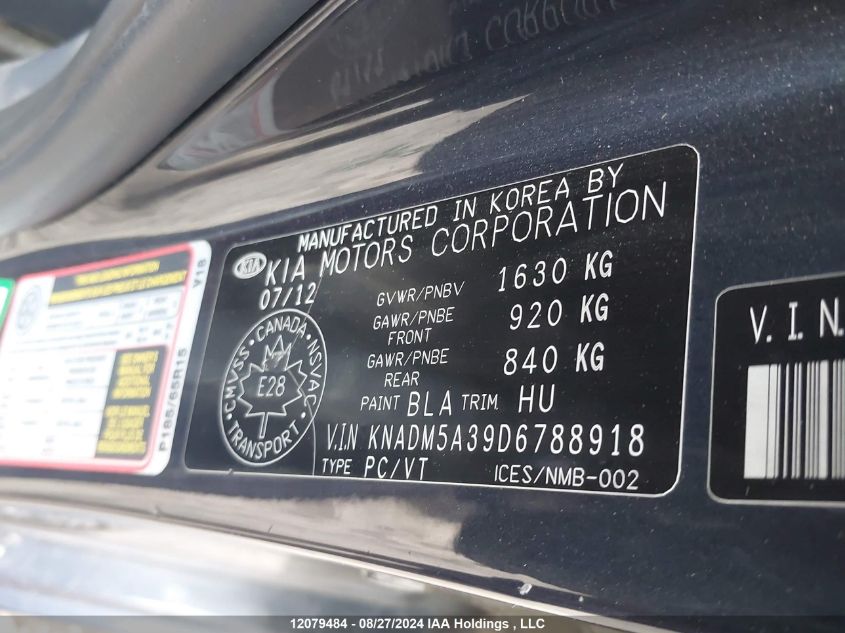 MANUFACTURED IN KOREA BY
KIA KIA MOTORS CORPORATION
07/12
GVWR/PNBV 1630 KG
GAWR/PNBE FRONT 920 KG
GAWR/PNBE REAR 840 KG
PAINT BLA TRIM HU
V.I.N KNADM5A39D6788918
TYPE PC/VT ICES/NMB-002
CMVSS · CANADA · NSVAC
E28
TRANSPORT
V.I.N.
P185/65R15
12079484 - 08/27/2024 IAA Holdings , LLC